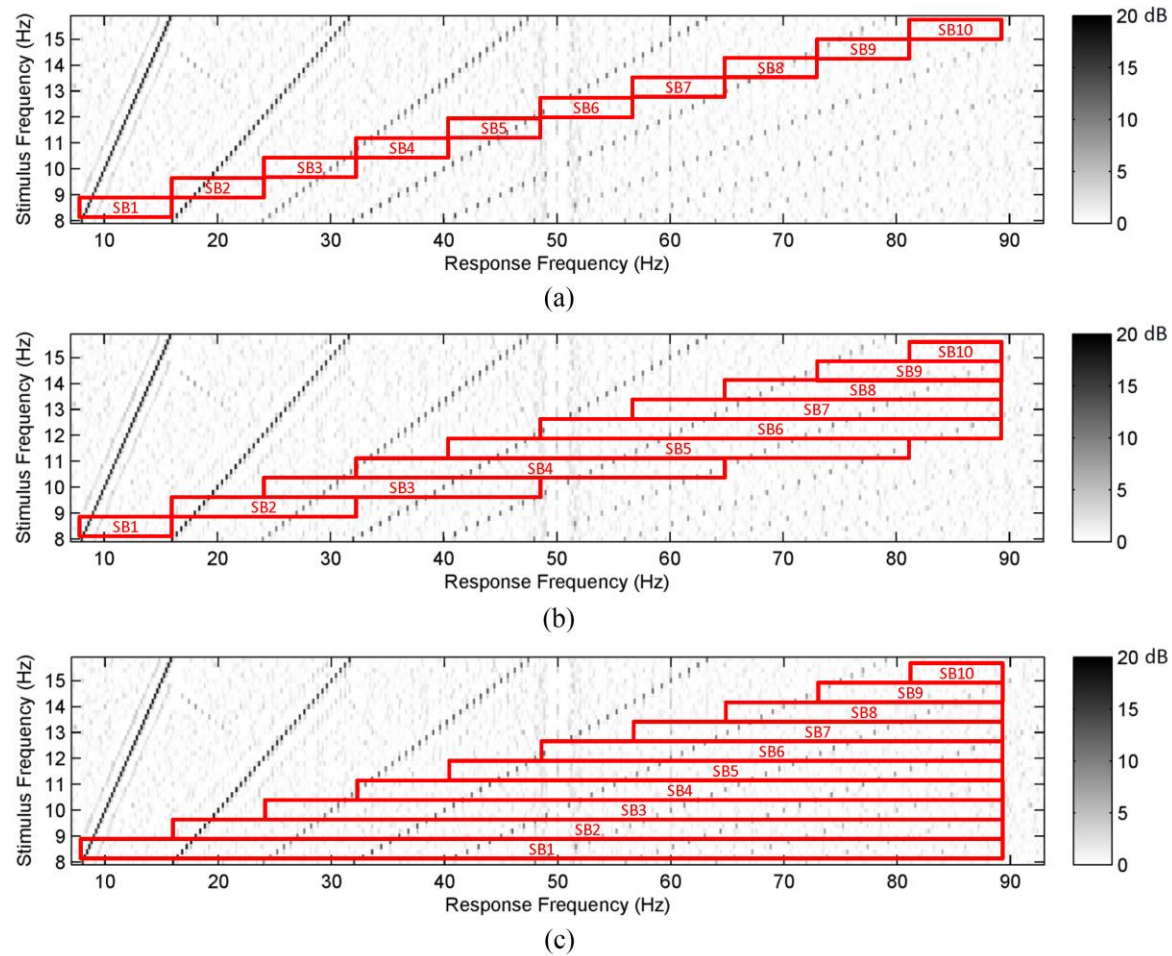 20 dB
15
10
5
0
Stimulus Frequency (Hz)
15
14
13
12
11
10
9
8
SB10
SB9
SB8
SB7
SB6
SB5
SB4
SB3
SB2
SB1
10 20 30 40 50 60 70 80 90
Response Frequency (Hz)
(a)
20 dB
15
10
5
0
Stimulus Frequency (Hz)
15
14
13
12
11
10
9
8
SB10
SB9
SB8
SB7
SB6
SB5
SB4
SB3
SB2
SB1
10 20 30 40 50 60 70 80 90
Response Frequency (Hz)
(b)
20 dB
15
10
5
0
Stimulus Frequency (Hz)
15
14
13
12
11
10
9
8
SB10
SB9
SB8
SB7
SB6
SB5
SB4
SB3
SB2
SB1
10 20 30 40 50 60 70 80 90
Response Frequency (Hz)
(c)